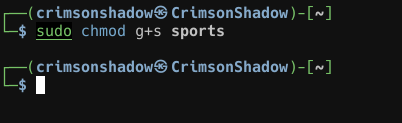 ┌──(crimsonshadow㉿CrimsonShadow)-[~]
└─$ sudo chmod g+s sports
┌──(crimsonshadow㉿CrimsonShadow)-[~]
└─$